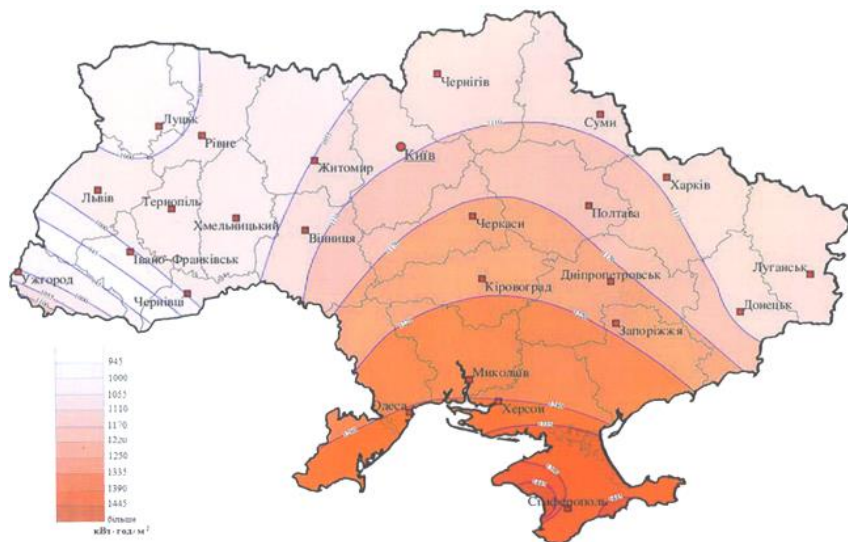 Чернігів
Луцьк
Суми
Рівне
Київ
Житомир
Львів
Харків
Тернопіль
Хмельницький
Черкаси
Полтава
Вінниця
Івано-Франківськ
Ужгород
Кіровоград
Дніпропетровськ
Луганськ
Чернівці
Донецьк
Запоріжжя
Миколаїв
Одеса
Херсон
945
1000
1055
1110
1170
1220
1250
1335
1390
1445
більше
кВт·год/м²